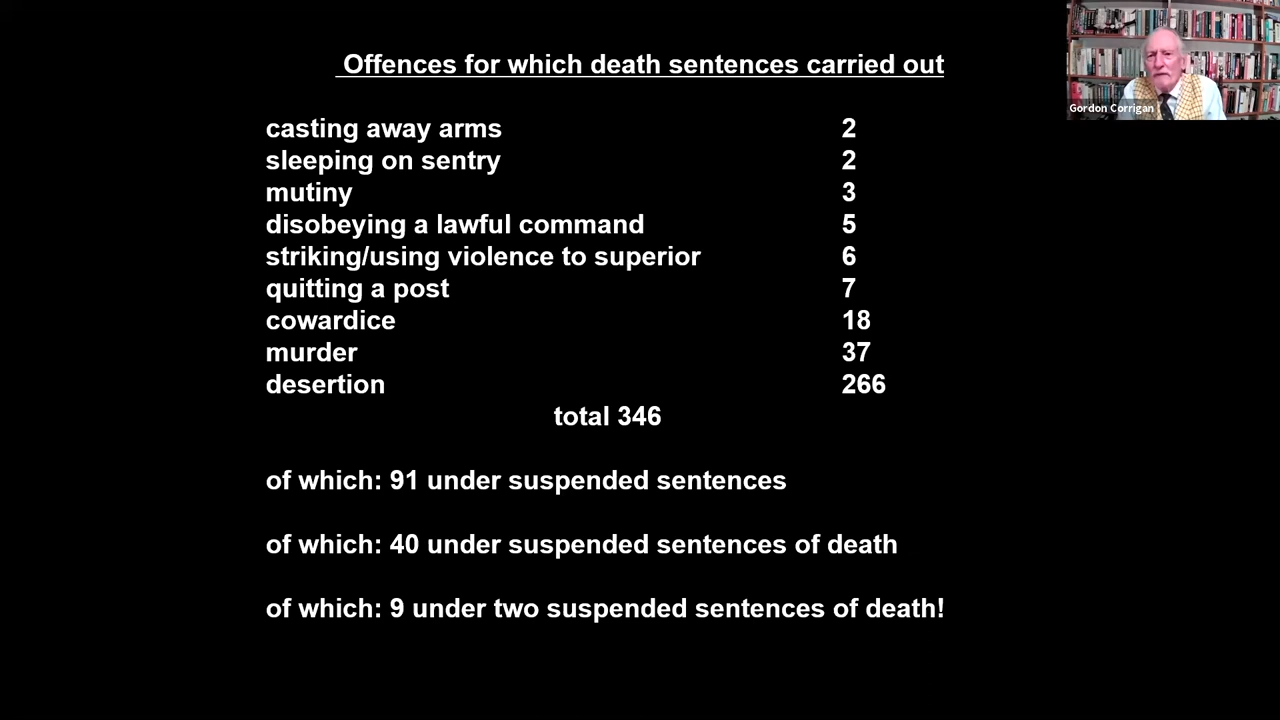 Offences for which death sentences carried out
casting away arms 2
sleeping on sentry 2
mutiny 3
disobeying a lawful command 5
striking/using violence to superior 6
quitting a post 7
cowardice 18
murder 37
desertion 266
total 346
of which: 91 under suspended sentences
of which: 40 under suspended sentences of death
of which: 9 under two suspended sentences of death!
Gordon Corrigan